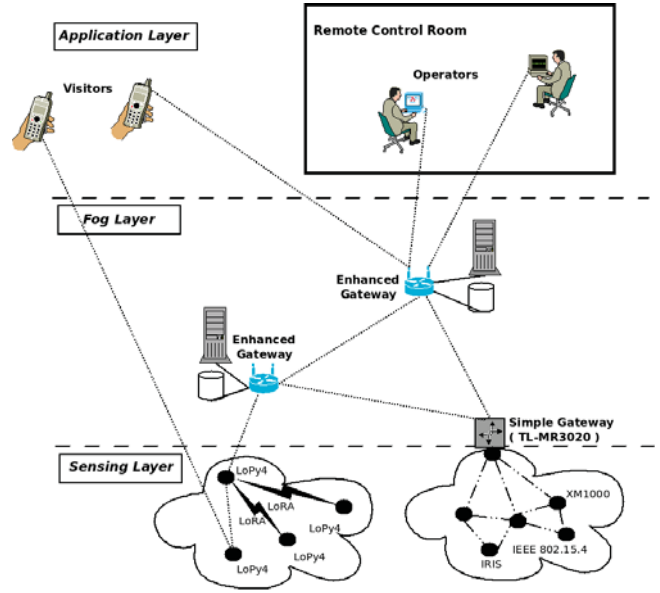 Application Layer
Remote Control Room
Visitors
Operators
Fog Layer
Enhanced
Gateway
Enhanced
Gateway
Simple Gateway
( TL-MR3020 )
Sensing Layer
LoPy4
LoRA
LoRA
LoPy4
LoPy4
LoPy4
XM1000
IEEE 802.15.4
IRIS